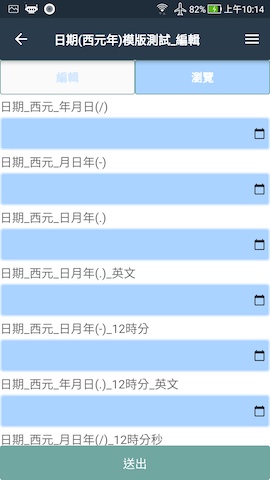 82% 上午10:14
日期(西元年)模版測試_編輯
編輯 瀏覽
日期_西元_年月日(/)
日期_西元_月日年(-)
日期_西元_日月年(.)
日期_西元_日月年(.)_英文
日期_西元_日月年(-)_12時分
日期_西元_年月日(.)_12時分_英文
日期_西元_月日年(/)_12時分秒
送出